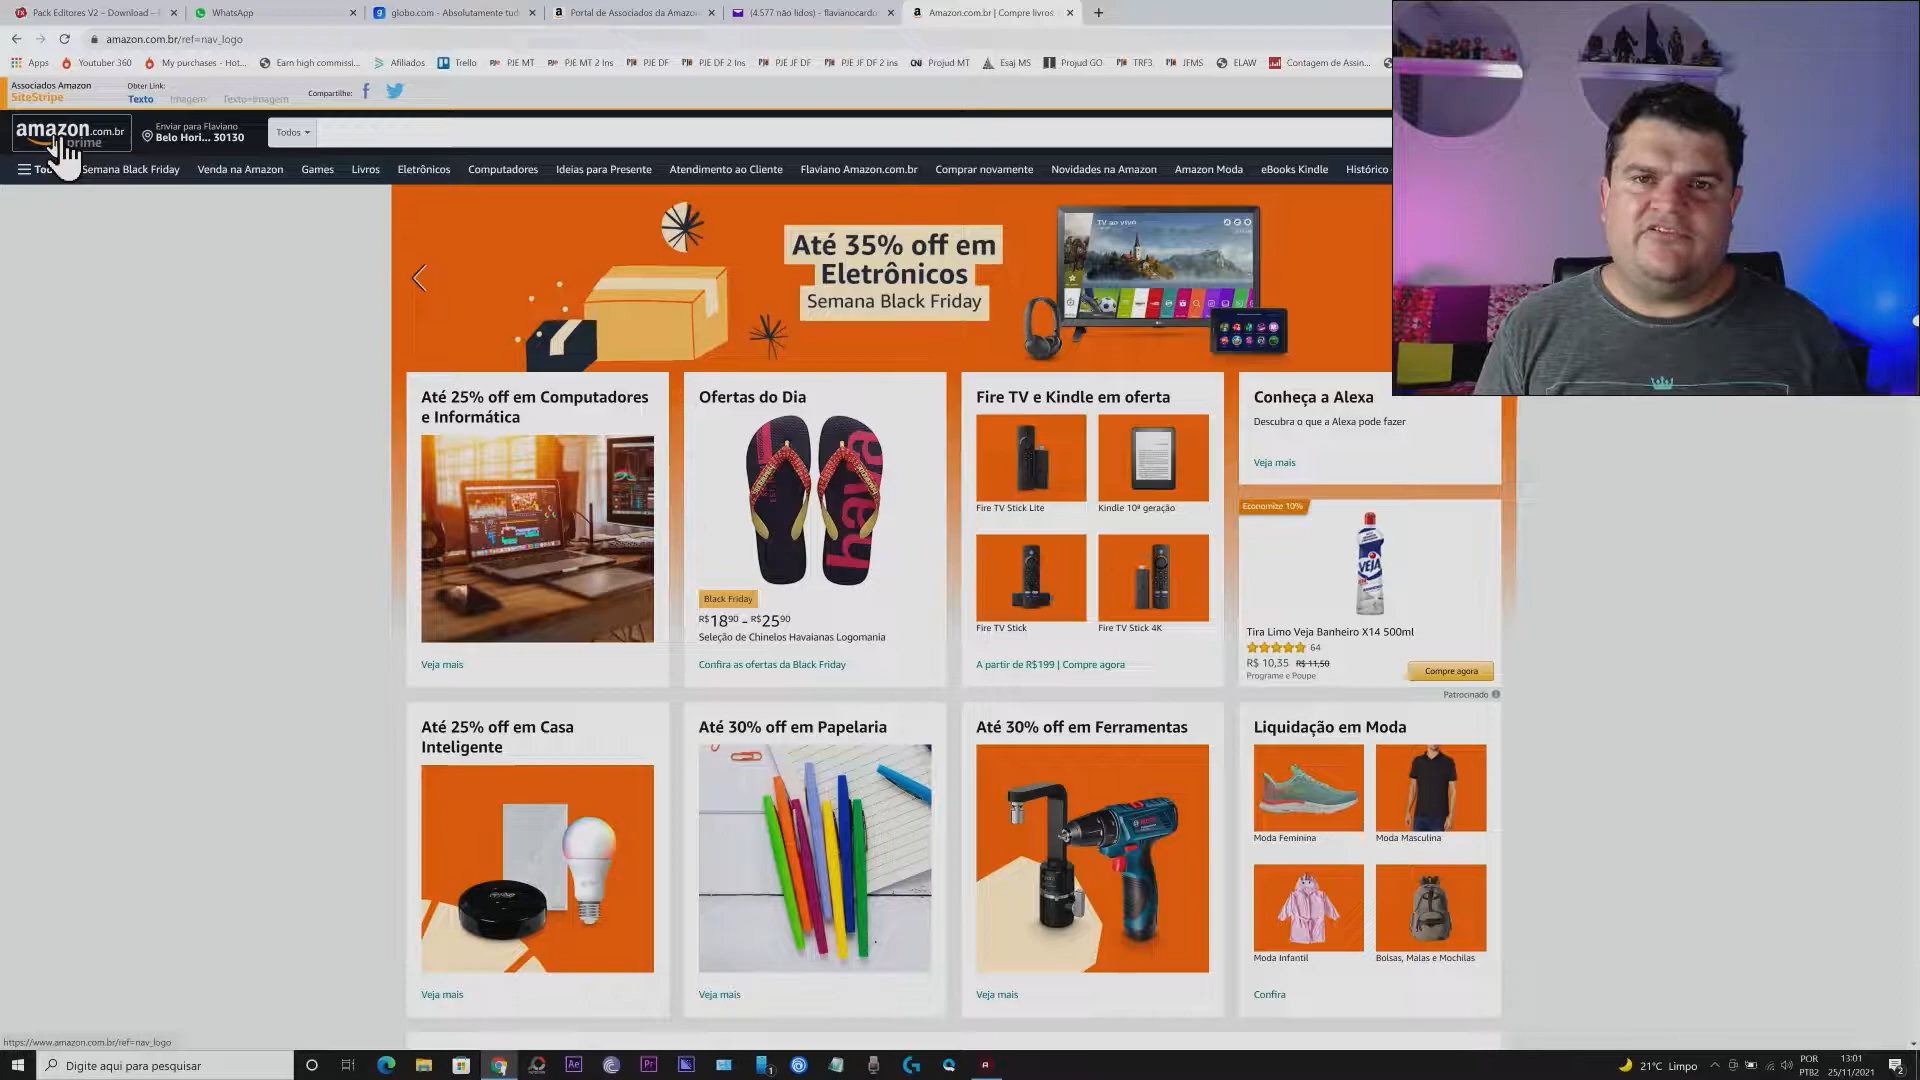 Pack Editores V2 – Download –
WhatsApp
globo.com - Absolutamente tud
Portal de Associados da Amazon
(4.577 não lidos) - flavianocardo
Amazon.com.br | Compre livros
amazon.com.br/ref=nav_logo
Apps
Youtuber 360
My purchases - Hot...
Earn high commissi...
Afiliados
Trello
PJE MT
PJE MT 2 Ins
PJE DF
PJE DF 2 Ins
PJE JF DF
PJE JF DF 2 ins
Projud MT
Esaj MS
Projud GO
TRF3
JFMS
ELAW
Contagem de Assin...
Associados Amazon
SiteStripe
Obter Link:
Texto
Imagem
Texto+Imagem
Compartilhe:
amazon.com.br
prime
Enviar para Flaviano
Belo Hori... 30130
Todos
Semana Black Friday
Venda na Amazon
Games
Livros
Eletrônicos
Computadores
Ideias para Presente
Atendimento ao Cliente
Flaviano Amazon.com.br
Comprar novamente
Novidades na Amazon
Amazon Moda
eBooks Kindle
Histórico
Até 35% off em
Eletrônicos
Semana Black Friday
TV ao vivo
Até 25% off em Computadores
e Informática
Veja mais
Ofertas do Dia
Black Friday
R$18⁹⁰ - R$25⁹⁰
Seleção de Chinelos Havaianas Logomania
Confira as ofertas da Black Friday
Fire TV e Kindle em oferta
Fire TV Stick Lite
Kindle 10ª geração
Fire TV Stick
Fire TV Stick 4K
A partir de R$199 | Compre agora
Conheça a Alexa
Descubra o que a Alexa pode fazer
Veja mais
Economize 10%
VEJA
Tira Limo Veja Banheiro X14 500ml
64
R$ 10,35 R$ 11,50
Programe e Poupe
Compre agora
Patrocinado
Até 25% off em Casa
Inteligente
Veja mais
Até 30% off em Papelaria
Veja mais
Até 30% off em Ferramentas
BOSCH
Veja mais
Liquidação em Moda
Moda Feminina
Moda Masculina
Moda Infantil
Bolsas, Malas e Mochilas
Confira
https://www.amazon.com.br/ref=nav_logo
Digite aqui para pesquisar
Ae
Pr
21°C Limpo
POR
PTB2
13:01
25/11/2021
2